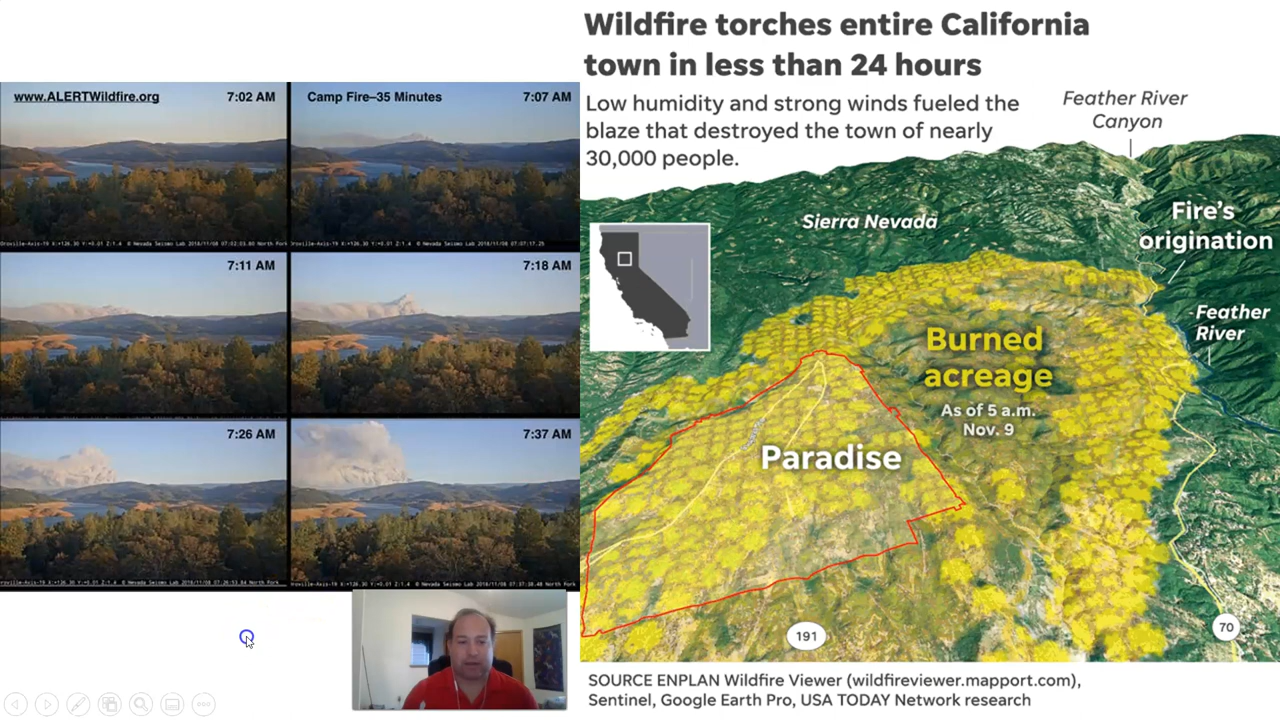 www.ALERTWildfire.org
7:02 AM
Camp Fire–35 Minutes
7:07 AM
7:11 AM
7:18 AM
7:26 AM
7:37 AM
Wildfire torches entire California
town in less than 24 hours
Low humidity and strong winds fueled the
blaze that destroyed the town of nearly
30,000 people.
Feather River
Canyon
Sierra Nevada
Fire’s
origination
Feather
River
Burned
acreage
As of 5 a.m.
Nov. 9
Paradise
191
70
SOURCE ENPLAN Wildfire Viewer (wildfireviewer.mapport.com),
Sentinel, Google Earth Pro, USA TODAY Network research